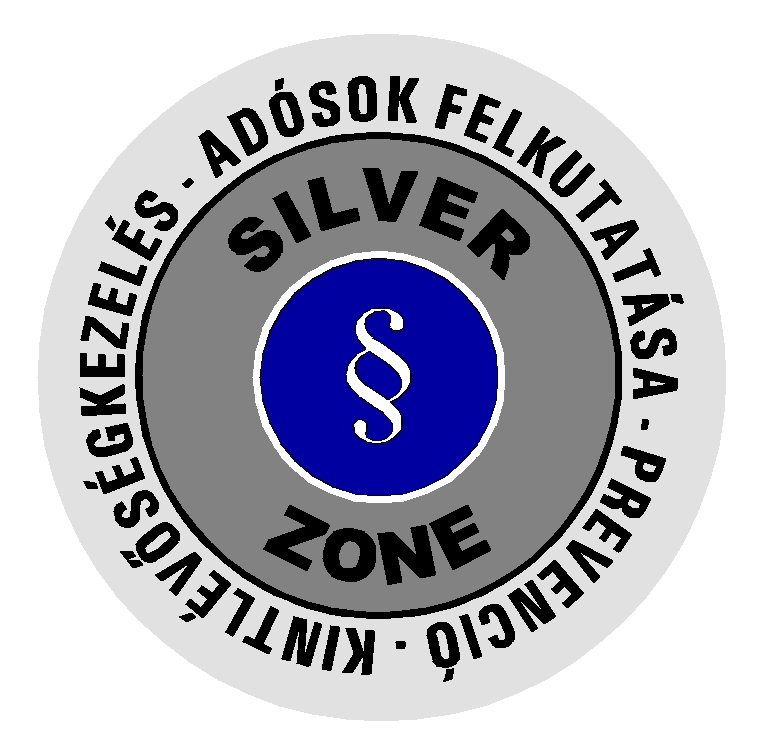 ADÓSOK FELKUTATÁSA - PREVENCIÓ - KINTLÉVŐSÉGKEZELÉS -
SILVER
§
ZONE